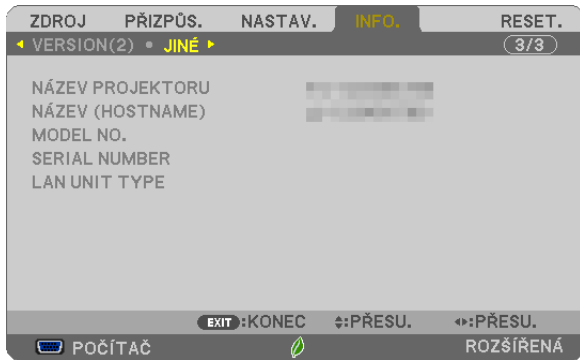 ZDROJ PŘIZPŮS. NASTAV. INFO. RESET.
VERSION(2) • JINÉ 3/3
NÁZEV PROJEKTORU
NÁZEV (HOSTNAME)
MODEL NO.
SERIAL NUMBER
LAN UNIT TYPE
EXIT :KONEC :PŘESU. :PŘESU.
POČÍTAČ ROZŠÍŘENÁ